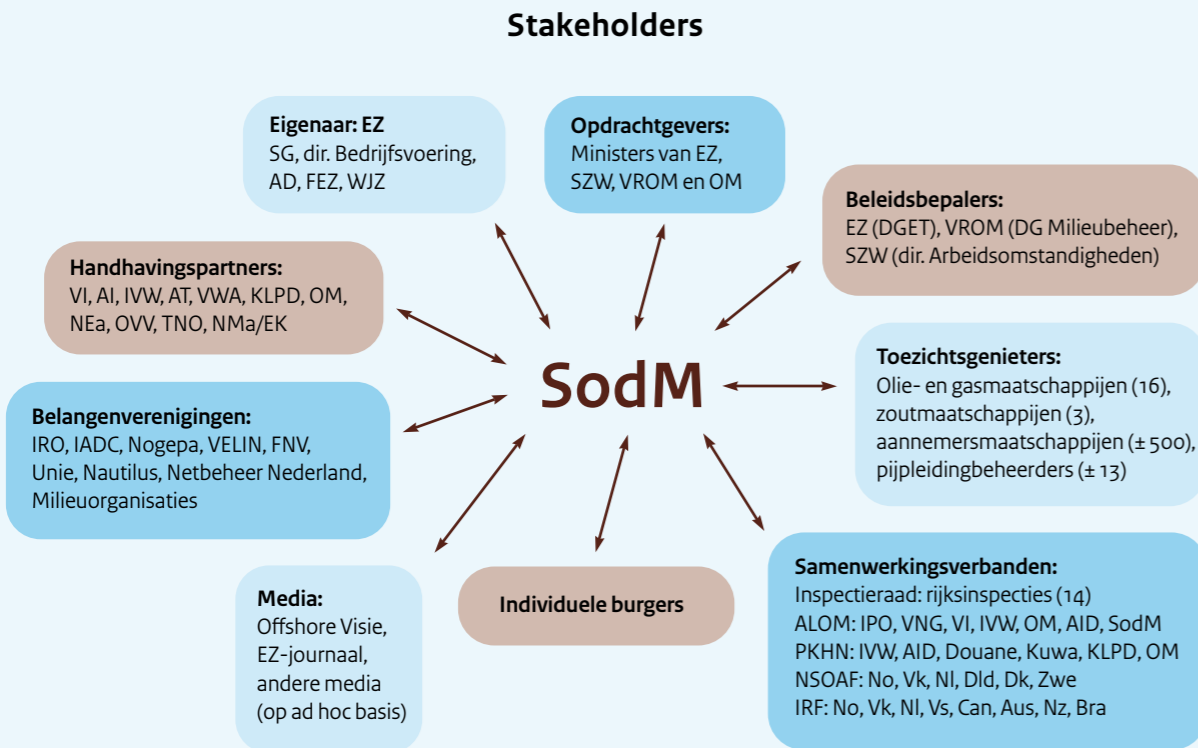 Stakeholders
Eigenaar: EZ
SG, dir. Bedrijfsvoering,
AD, FEZ, WJZ
Opdrachtgevers:
Ministers van EZ,
SZW, VROM en OM
Beleidsbepalers:
EZ (DGET), VROM (DG Milieubeheer),
SZW (dir. Arbeidsomstandigheden)
Handhavingspartners:
VI, AI, IVW, AT, VWA, KLPD, OM,
NEa, OVV, TNO, NMa/EK
SodM
Toezichtsgenieters:
Olie- en gasmaatschappijen (16),
zoutmaatschappijen (3),
aannemersmaatschappijen (± 500),
pijpleidingbeheerders (± 13)
Belangenverenigingen:
IRO, IADC, Nogepa, VELIN, FNV,
Unie, Nautilus, Netbeheer Nederland,
Milieuorganisaties
Media:
Offshore Visie,
EZ-journaal,
andere media
(op ad hoc basis)
Individuele burgers
Samenwerkingsverbanden:
Inspectieraad: rijksinspecties (14)
ALOM: IPO, VNG, VI, IVW, OM, AID, SodM
PKHN: IVW, AID, Douane, Kuwa, KLPD, OM
NSOAF: No, Vk, Nl, Dld, Dk, Zwe
IRF: No, Vk, Nl, Vs, Can, Aus, Nz, Bra